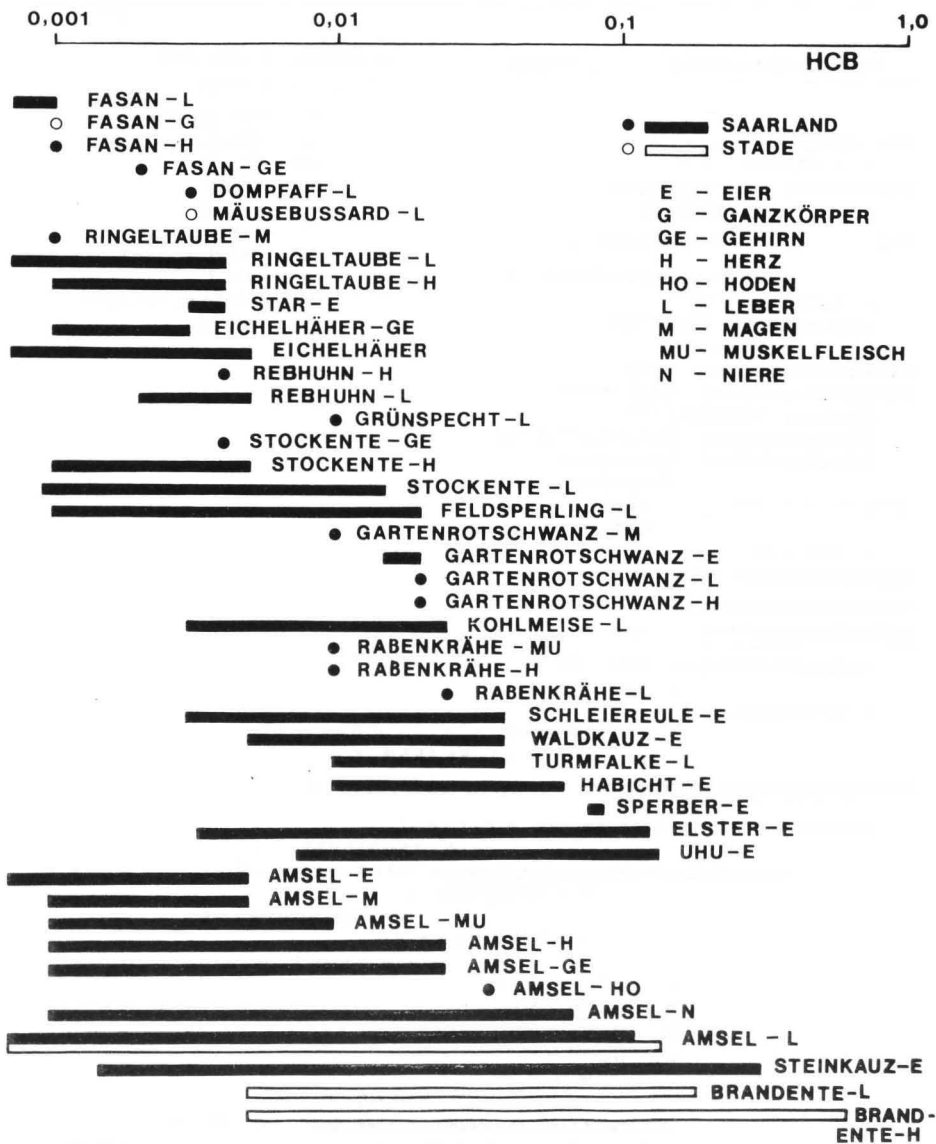 0,001 0,01 0,1 1,0
HCB
FASAN – L
FASAN – G
FASAN – H
FASAN – GE
DOMPFAFF – L
MÄUSEBUSSARD – L
RINGELTAUBE – M
RINGELTAUBE – L
RINGELTAUBE – H
STAR – E
EICHELHÄHER – GE
EICHELHÄHER
REBHUHN – H
REBHUHN – L
GRÜNSPECHT – L
STOCKENTE – GE
STOCKENTE – H
STOCKENTE – L
FELDSPERLING – L
GARTENROTSCHWANZ – M
GARTENROTSCHWANZ – E
GARTENROTSCHWANZ – L
GARTENROTSCHWANZ – H
KOHLMEISE – L
RABENKRÄHE – MU
RABENKRÄHE – H
RABENKRÄHE – L
SCHLEIEREULE – E
WALDKAUZ – E
TURMFALKE – L
HABICHT – E
SPERBER – E
ELSTER – E
UHU – E
AMSEL – E
AMSEL – M
AMSEL – MU
AMSEL – H
AMSEL – GE
AMSEL – HO
AMSEL – N
AMSEL – L
STEINKAUZ – E
BRANDENTE – L
BRAND-
ENTE – H
SAARLAND
STADE
E – EIER
G – GANZKÖRPER
GE – GEHIRN
H – HERZ
HO – HODEN
L – LEBER
M – MAGEN
MU – MUSKELFLEISCH
N – NIERE